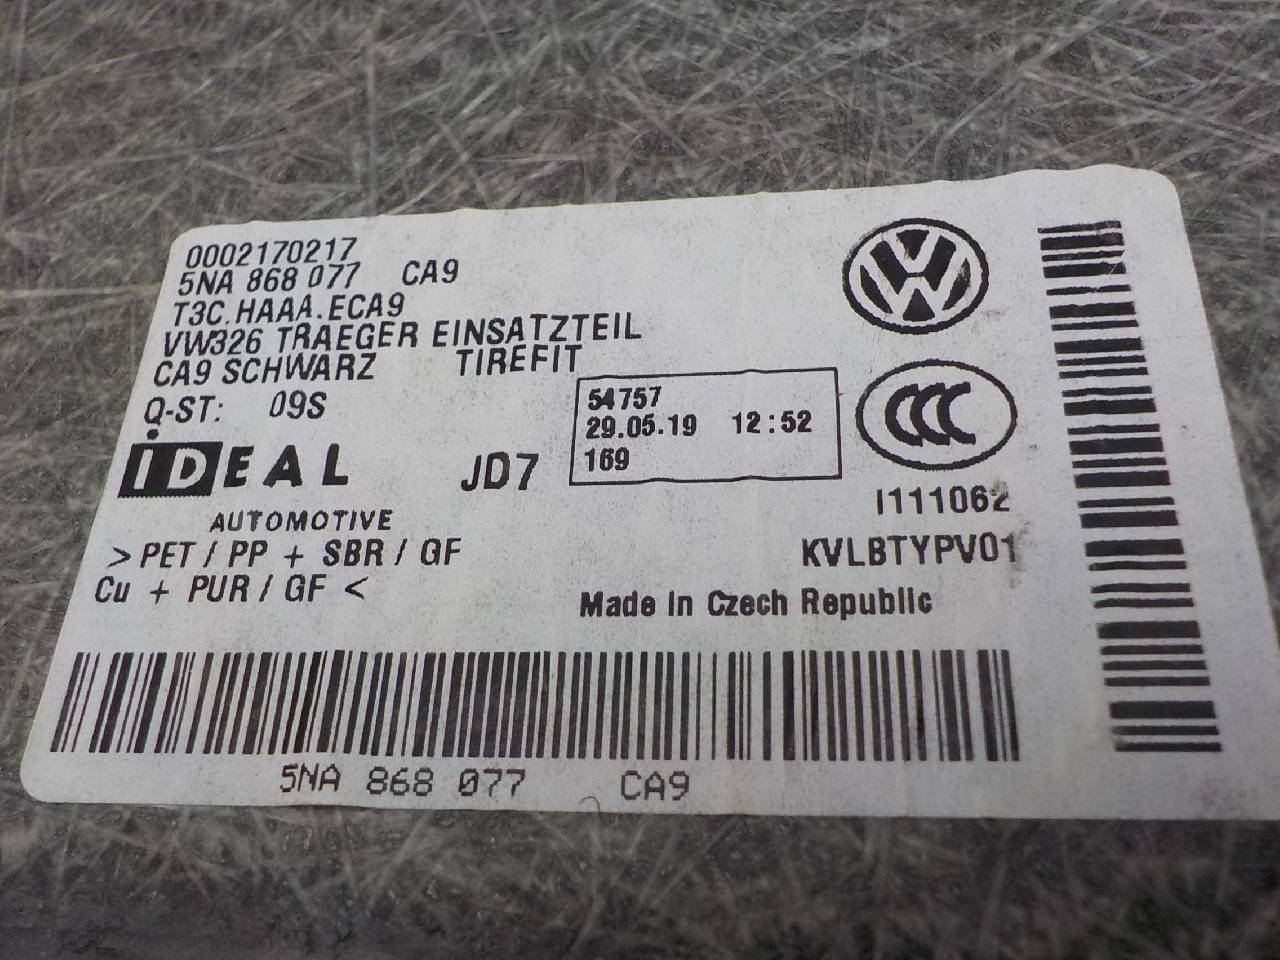 0002170217
5NA 868 077 CA9
T3C.HAAA.ECA9
VW326 TRAEGER EINSATZTEIL
CA9 SCHWARZ TIREFIT
Q-ST: 09S
54757
29.05.19 12:52
169
iDEAL
AUTOMOTIVE
JD7
VW
CCC
I111062
KVLBTYPV01
>PET / PP + SBR / GF
Cu + PUR / GF <
Made in Czech Republic
5NA 868 077 CA9